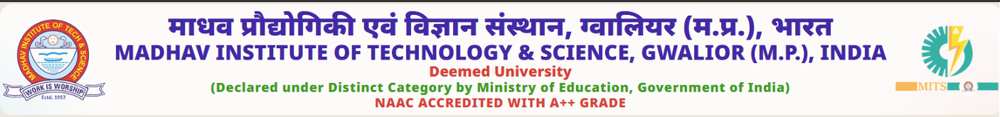 माधव प्रौद्योगिकी एवं विज्ञान संस्थान, ग्वालियर (म.प्र.), भारत
MADHAV INSTITUTE OF TECHNOLOGY & SCIENCE, GWALIOR (M.P.), INDIA
Deemed University
(Declared under Distinct Category by Ministry of Education, Government of India)
NAAC ACCREDITED WITH A++ GRADE
MADHAV INSTITUTE OF TECH & SCIENCE
WORK IS WORSHIP
Estd. 1957
MITS